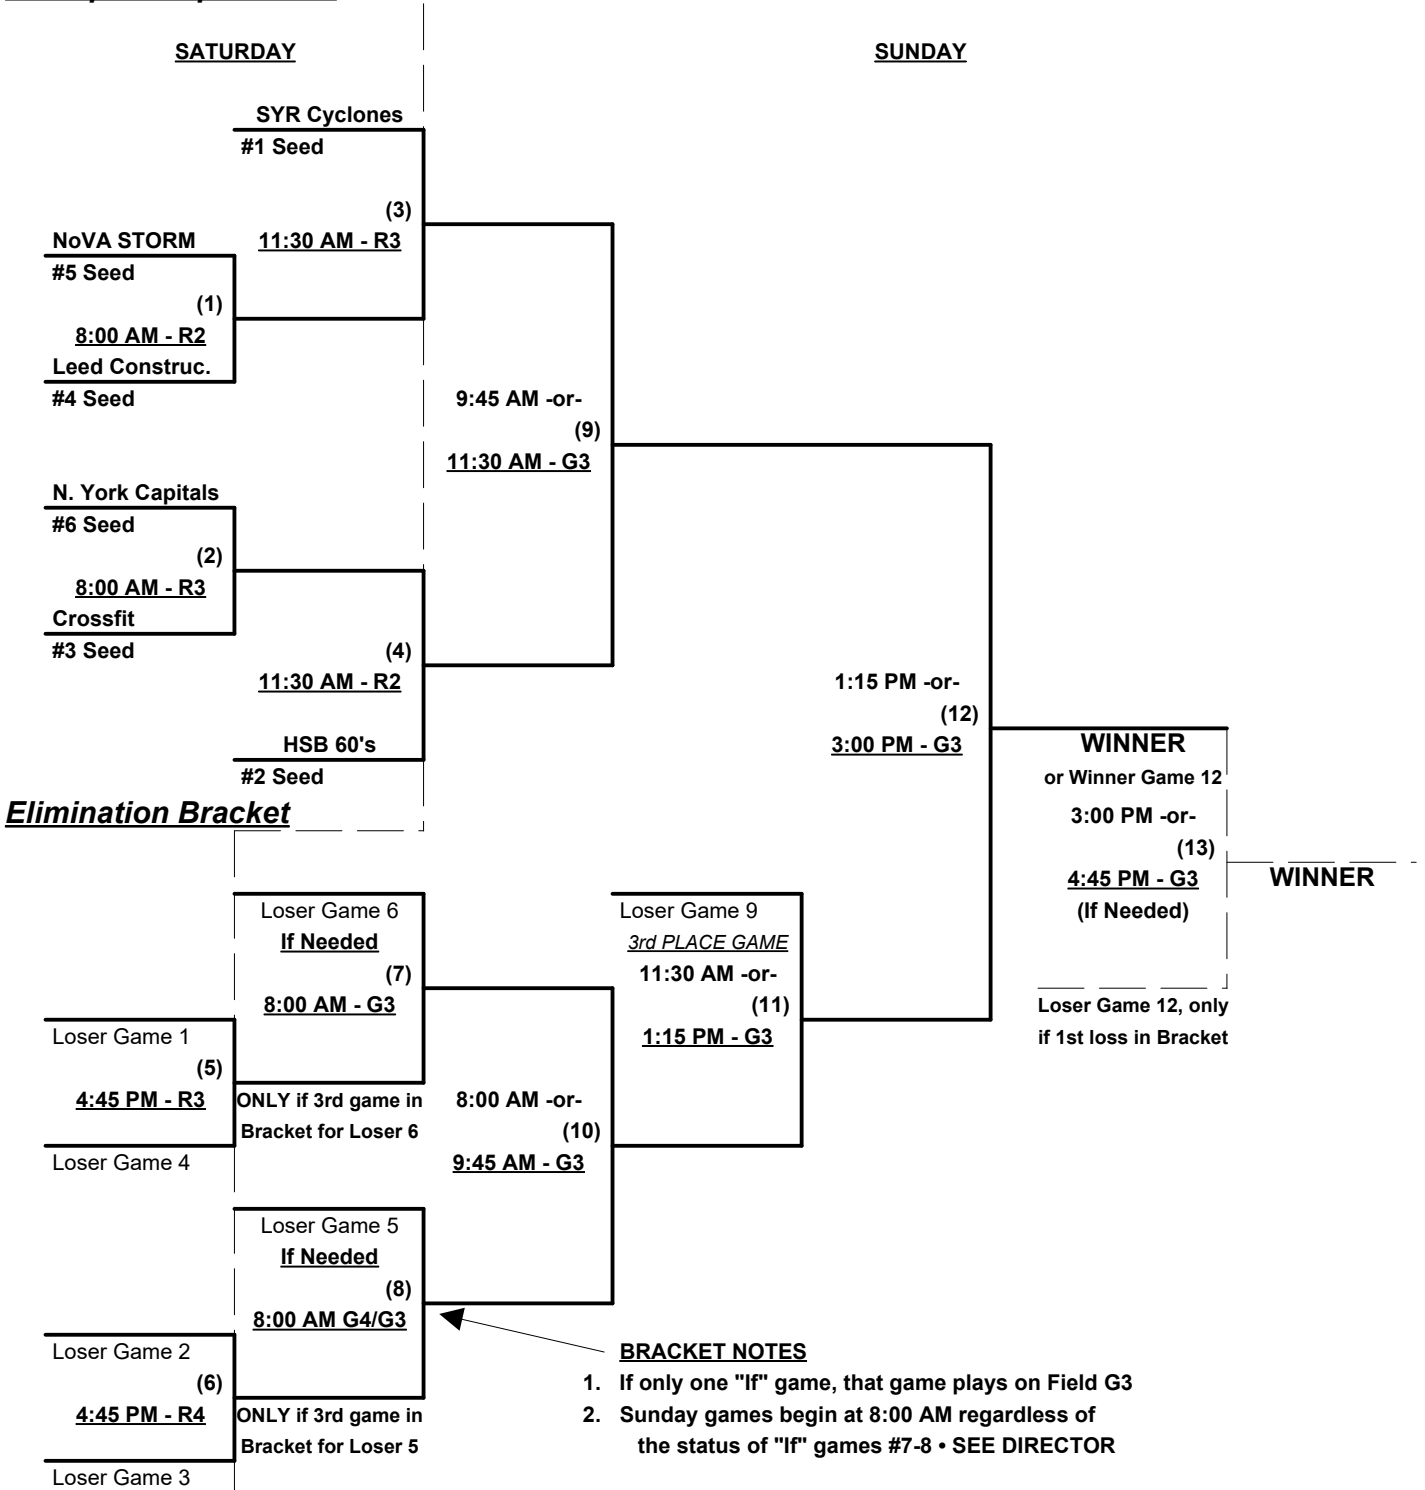 SATURDAY
SUNDAY
SYR Cyclones
#1 Seed
(3)
11:30 AM - R3
NoVA STORM
#5 Seed
(1)
8:00 AM - R2
Leed Construc.
#4 Seed
9:45 AM -or-
(9)
11:30 AM - G3
N. York Capitals
#6 Seed
(2)
8:00 AM - R3
Crossfit
#3 Seed
(4)
11:30 AM - R2
HSB 60's
#2 Seed
1:15 PM -or-
(12)
3:00 PM - G3
WINNER
or Winner Game 12
3:00 PM -or-
(13)
4:45 PM - G3
(If Needed)
WINNER
Loser Game 12, only
if 1st loss in Bracket
Elimination Bracket
Loser Game 6
If Needed
(7)
8:00 AM - G3
Loser Game 9
3rd PLACE GAME
11:30 AM -or-
(11)
1:15 PM - G3
Loser Game 1
(5)
4:45 PM - R3
Loser Game 4
ONLY if 3rd game in
Bracket for Loser 6
8:00 AM -or-
(10)
9:45 AM - G3
Loser Game 5
If Needed
(8)
8:00 AM G4/G3
Loser Game 2
(6)
4:45 PM - R4
Loser Game 3
ONLY if 3rd game in
Bracket for Loser 5
BRACKET NOTES
1. If only one "If" game, that game plays on Field G3
2. Sunday games begin at 8:00 AM regardless of
the status of "If" games #7-8 • SEE DIRECTOR